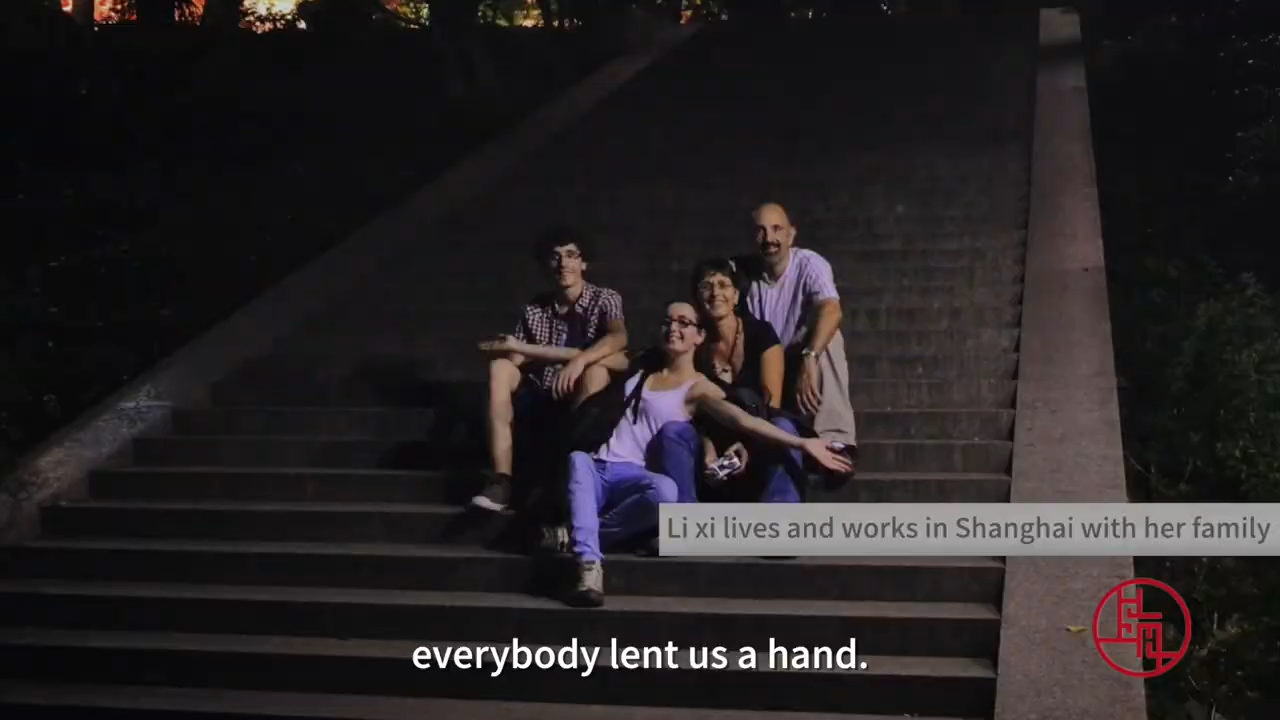 Li xi lives and works in Shanghai with her family
everybody lent us a hand.